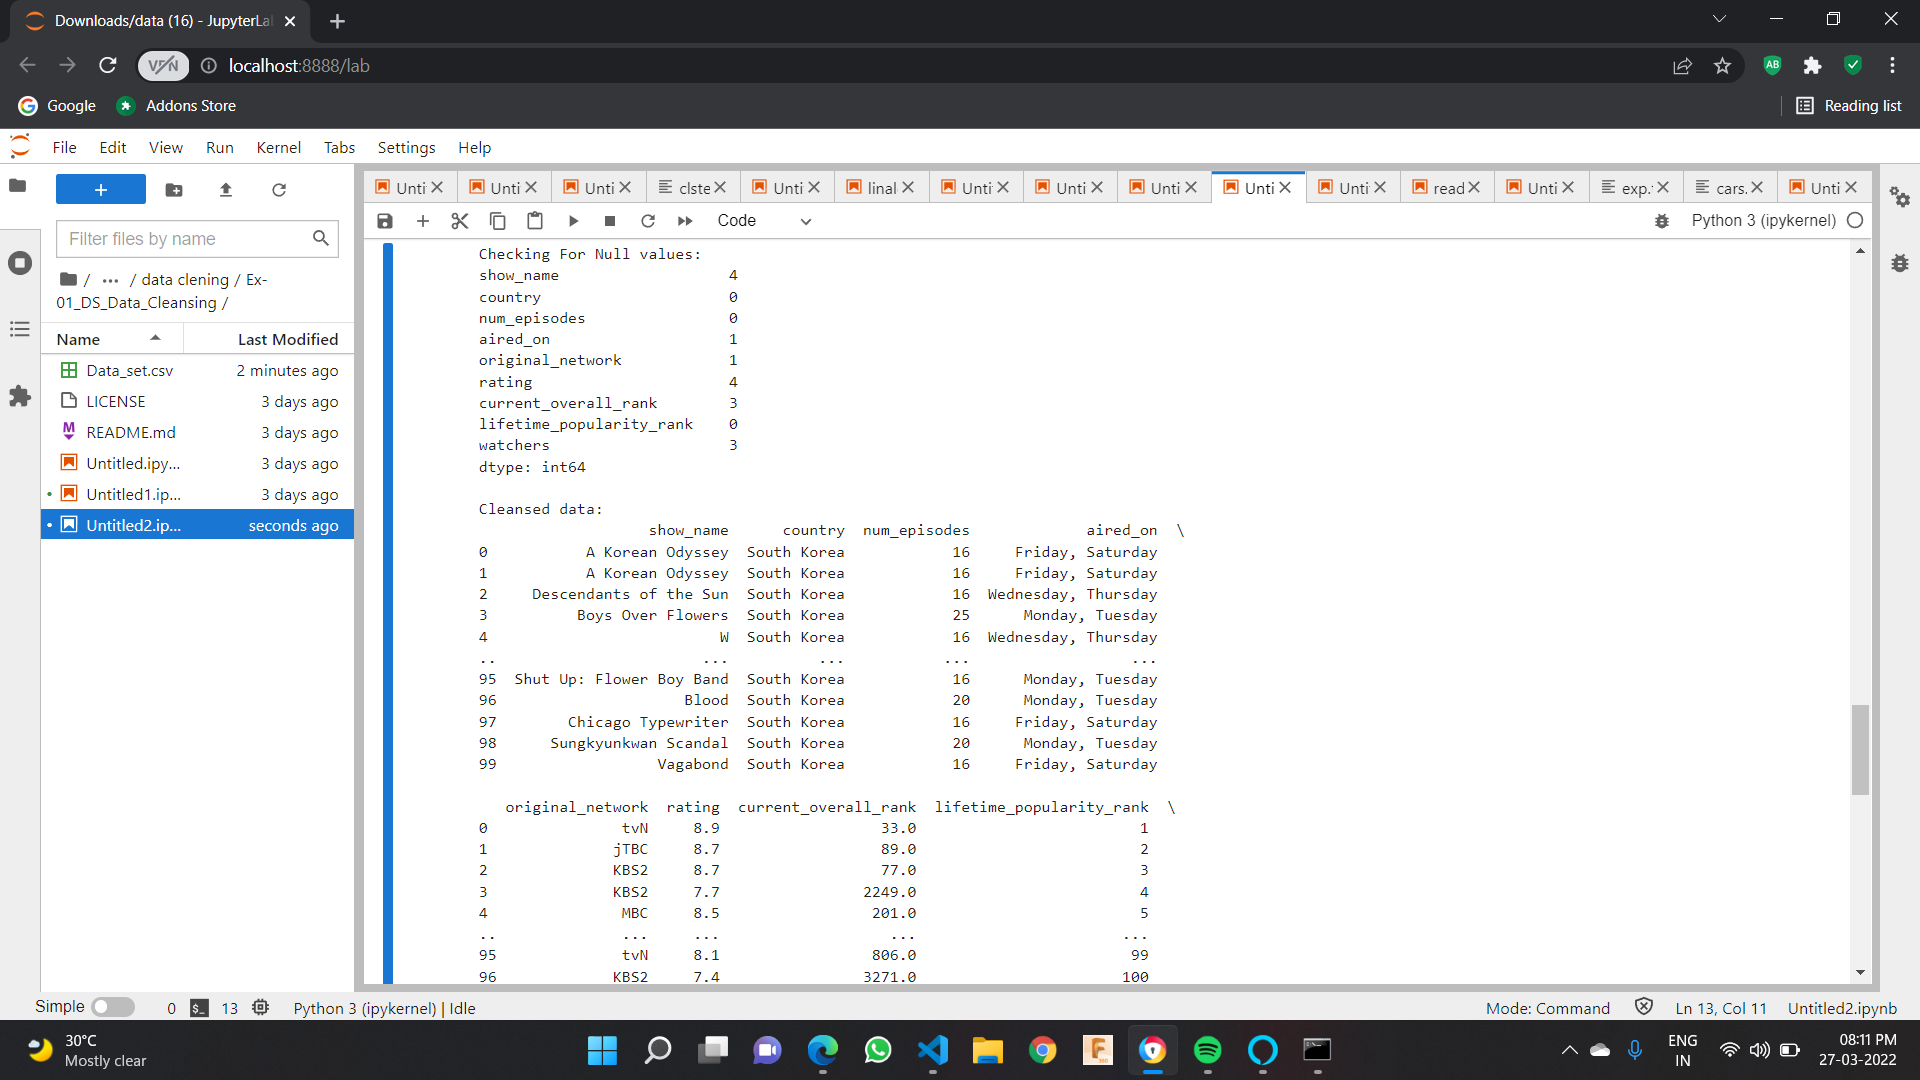 Downloads/data (16) - JupyterLa
VPN
localhost:8888/lab
AB
Google
Addons Store
Reading list
File Edit View Run Kernel Tabs Settings Help
Unti Unti Unti clste Unti linal Unti Unti Unti Unti Unti read Unti exp. cars. Unti
Code
Python 3 (ipykernel)
Filter files by name
/ ... / data clening / Ex-
01_DS_Data_Cleansing /
Name Last Modified
Data_set.csv 2 minutes ago
LICENSE 3 days ago
README.md 3 days ago
Untitled.ipy... 3 days ago
Untitled1.ip... 3 days ago
Untitled2.ip... seconds ago
Checking For Null values:
show_name 4
country 0
num_episodes 0
aired_on 1
original_network 1
rating 4
current_overall_rank 3
lifetime_popularity_rank 0
watchers 3
dtype: int64
Cleansed data:
show_name country num_episodes aired_on \
0 A Korean Odyssey South Korea 16 Friday, Saturday
1 A Korean Odyssey South Korea 16 Friday, Saturday
2 Descendants of the Sun South Korea 16 Wednesday, Thursday
3 Boys Over Flowers South Korea 25 Monday, Tuesday
4 W South Korea 16 Wednesday, Thursday
.. ... ... ... ...
95 Shut Up: Flower Boy Band South Korea 16 Monday, Tuesday
96 Blood South Korea 20 Monday, Tuesday
97 Chicago Typewriter South Korea 16 Friday, Saturday
98 Sungkyunkwan Scandal South Korea 20 Monday, Tuesday
99 Vagabond South Korea 16 Friday, Saturday
original_network rating current_overall_rank lifetime_popularity_rank \
0 tvN 8.9 33.0 1
1 jTBC 8.7 89.0 2
2 KBS2 8.7 77.0 3
3 KBS2 7.7 2249.0 4
4 MBC 8.5 201.0 5
.. ... ... ... ...
95 tvN 8.1 806.0 99
96 KBS2 7.4 3271.0 100
Simple 0 $_ 13 Python 3 (ipykernel) | Idle
Mode: Command Ln 13, Col 11 Untitled2.ipynb
30°C
Mostly clear
ENG
IN
08:11 PM
27-03-2022